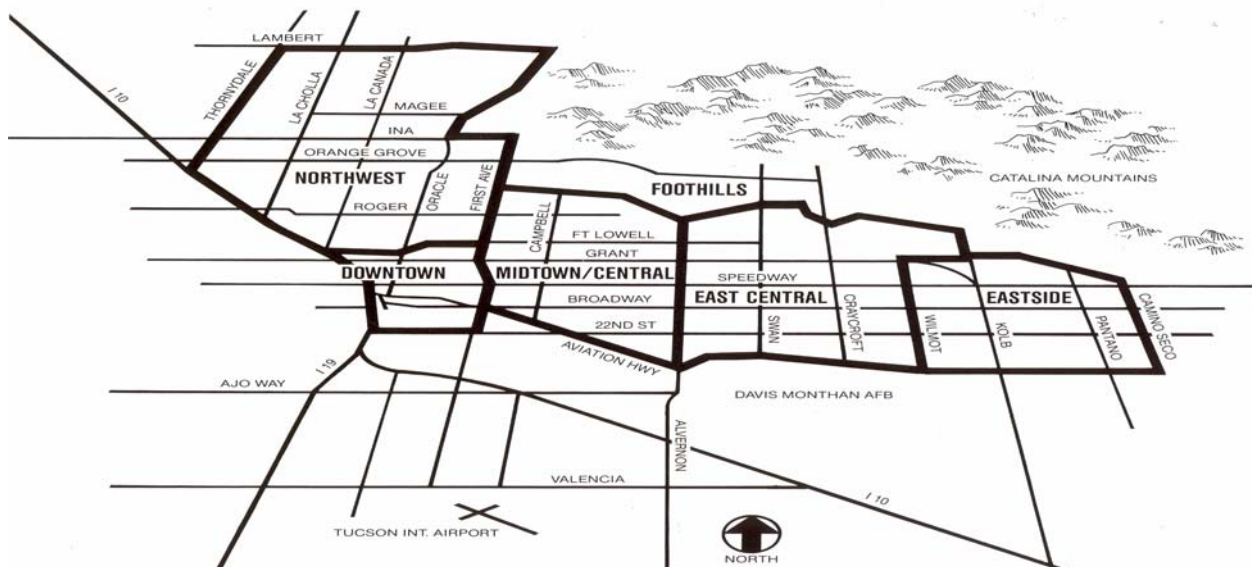 LAMBERT
THORNYDALE
LA CHOLLA
LA CANADA
I 10
MAGEE
INA
ORANGE GROVE
NORTHWEST
ORACLE
FIRST AVE
FOOTHILLS
CATALINA MOUNTAINS
ROGER
CAMPBELL
FT LOWELL
GRANT
DOWNTOWN
MIDTOWN/CENTRAL
SPEEDWAY
BROADWAY
EAST CENTRAL
EASTSIDE
22ND ST
SWAN
CRAYCROFT
WILMOT
KOLB
PANTANO
CAMINO SECO
AVIATION HWY
I 19
AJO WAY
DAVIS MONTHAN AFB
ALVERNON
VALENCIA
I 10
TUCSON INT. AIRPORT
NORTH